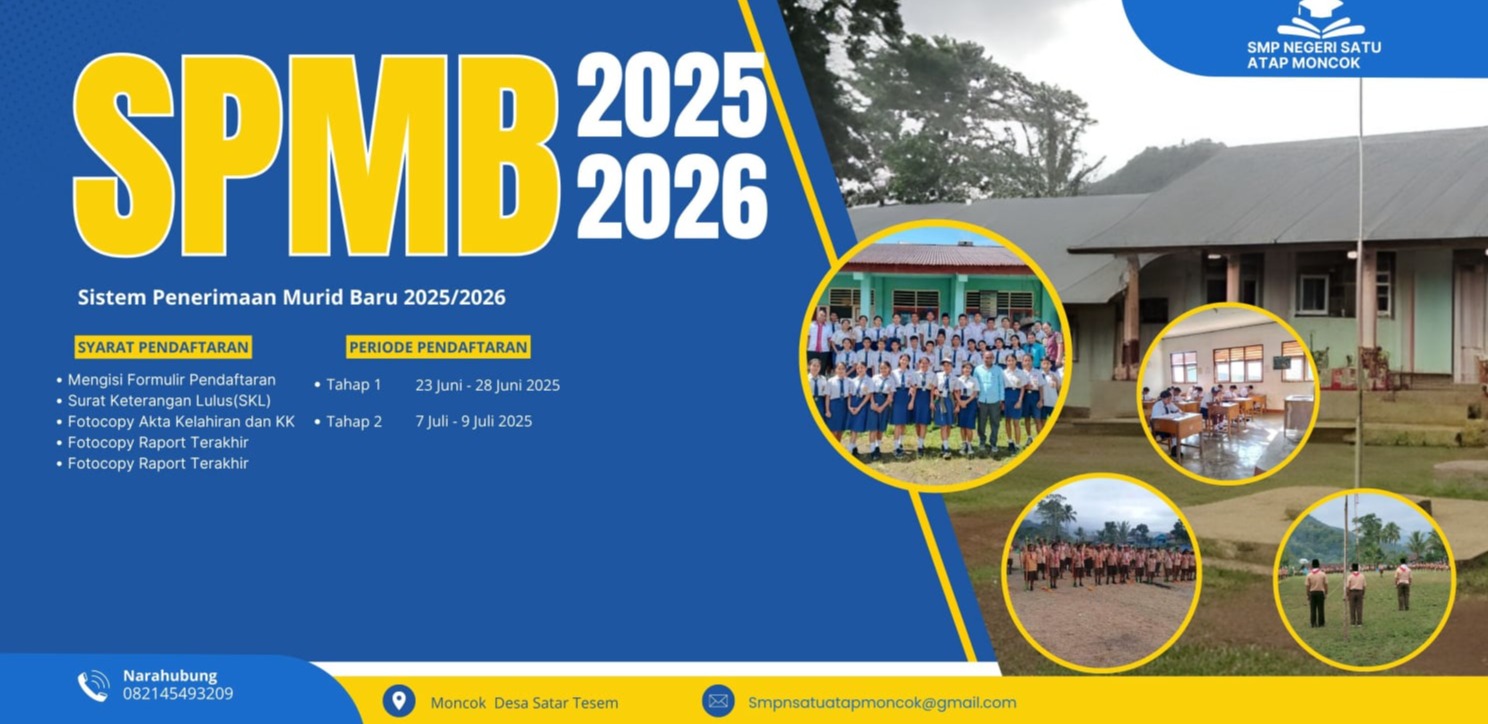 SMP NEGERI SATU
ATAP MONCOK
SPMB
2025
2026
Sistem Penerimaan Murid Baru 2025/2026
SYARAT PENDAFTARAN
• Mengisi Formulir Pendaftaran
• Surat Keterangan Lulus(SKL)
• Fotocopy Akta Kelahiran dan KK
• Fotocopy Raport Terakhir
• Fotocopy Raport Terakhir
PERIODE PENDAFTARAN
• Tahap 1 23 Juni - 28 Juni 2025
• Tahap 2 7 Juli - 9 Juli 2025
Narahubung
082145493209
Moncok Desa Satar Tesem
Smpnsatuatapmoncok@gmail.com